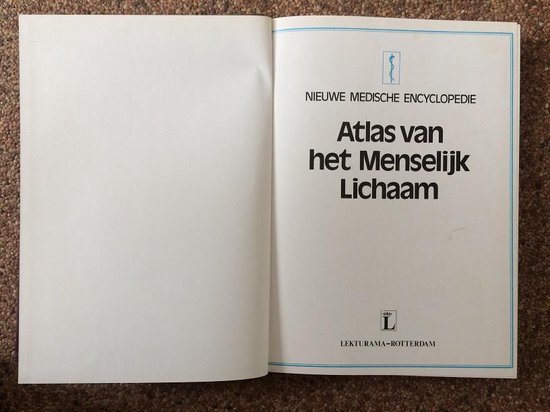 NIEUWE MEDISCHE ENCYCLOPEDIE
Atlas van
het Menselijk
Lichaam
L
LEKTURAMA-ROTTERDAM